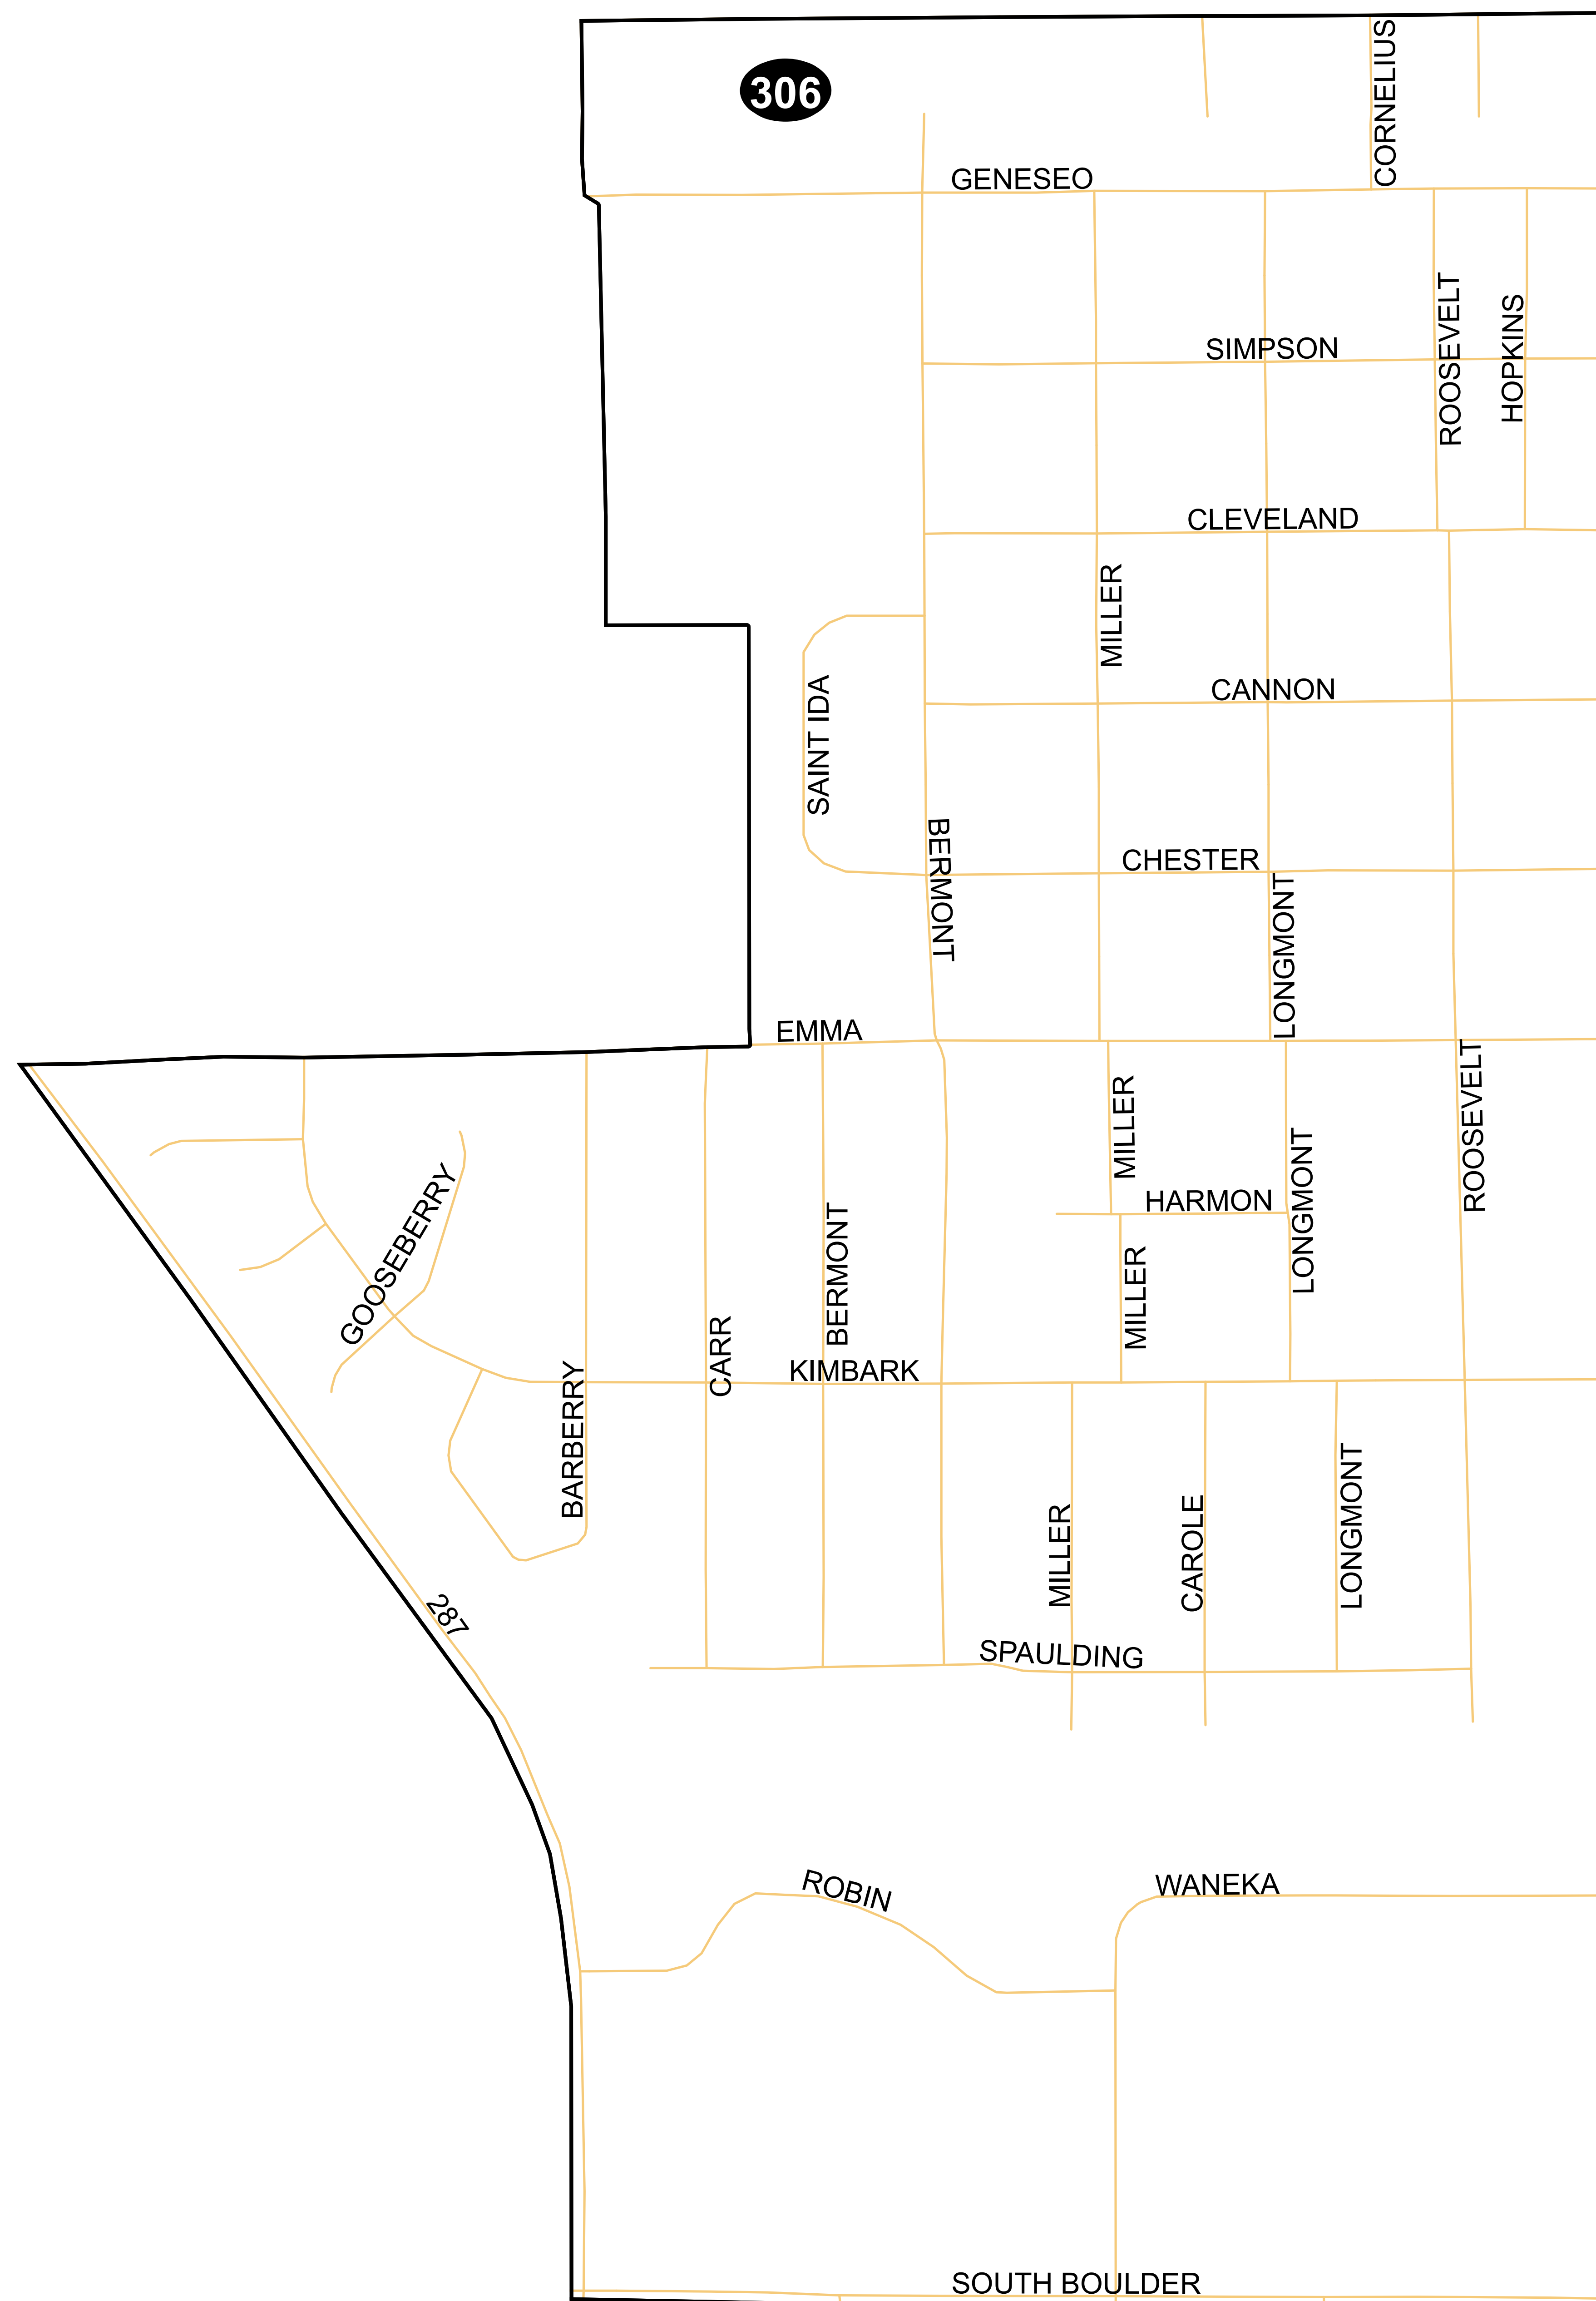 306
CORNELIUS
GENESEO
ROOSEVELT
HOPKINS
SIMPSON
CLEVELAND
MILLER
SAINT IDA
CANNON
BERMONT
CHESTER
LONGMONT
EMMA
ROOSEVELT
MILLER
LONGMONT
GOOSEBERRY
HARMON
BERMONT
MILLER
CARR
KIMBARK
BARBERRY
LONGMONT
MILLER
CAROLE
287
SPAULDING
ROBIN
WANEKA
SOUTH BOULDER